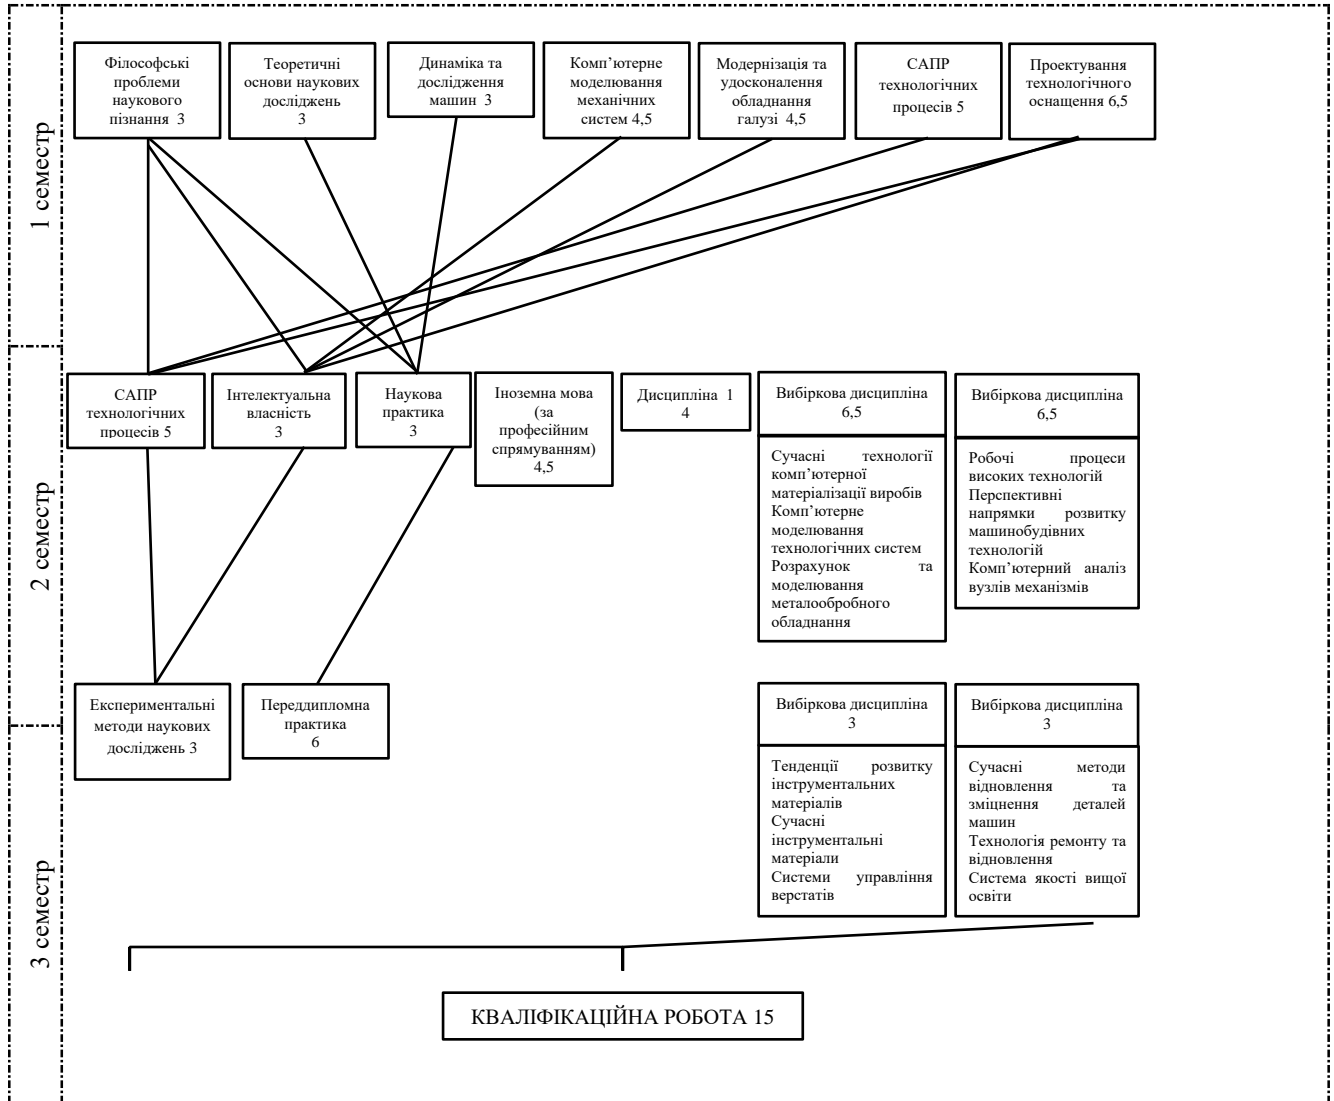 1 семестр
Філософські
проблеми
наукового
пізнання 3
Теоретичні
основи наукових
досліджень
3
Динаміка та
дослідження
машин 3
Комп’ютерне
моделювання
механічних
систем 4,5
Модернізація та
удосконалення
обладнання
галузі 4,5
САПР
технологічних
процесів 5
Проектування
технологічного
оснащення 6,5
2 семестр
САПР
технологічних
процесів 5
Інтелектуальна
власність
3
Наукова
практика
3
Іноземна мова
(за
професійним
спрямуванням)
4,5
Дисципліна 1
4
Вибіркова дисципліна
6,5
Сучасні технології
комп’ютерної
матеріалізації виробів
Комп’ютерне
моделювання
технологічних систем
Розрахунок та
моделювання
металообробного
обладнання
Вибіркова дисципліна
6,5
Робочі процеси
високих технологій
Перспективні
напрямки розвитку
машинобудівних
технологій
Комп’ютерний аналіз
вузлів механізмів
3 семестр
Експериментальні
методи наукових
досліджень 3
Переддипломна
практика
6
Вибіркова дисципліна
3
Тенденції розвитку
інструментальних
матеріалів
Сучасні
інструментальні
матеріали
Системи управління
верстатів
Вибіркова дисципліна
3
Сучасні методи
відновлення та
зміцнення деталей
машин
Технологія ремонту та
відновлення
Система якості вищої
освіти
КВАЛІФІКАЦІЙНА РОБОТА 15